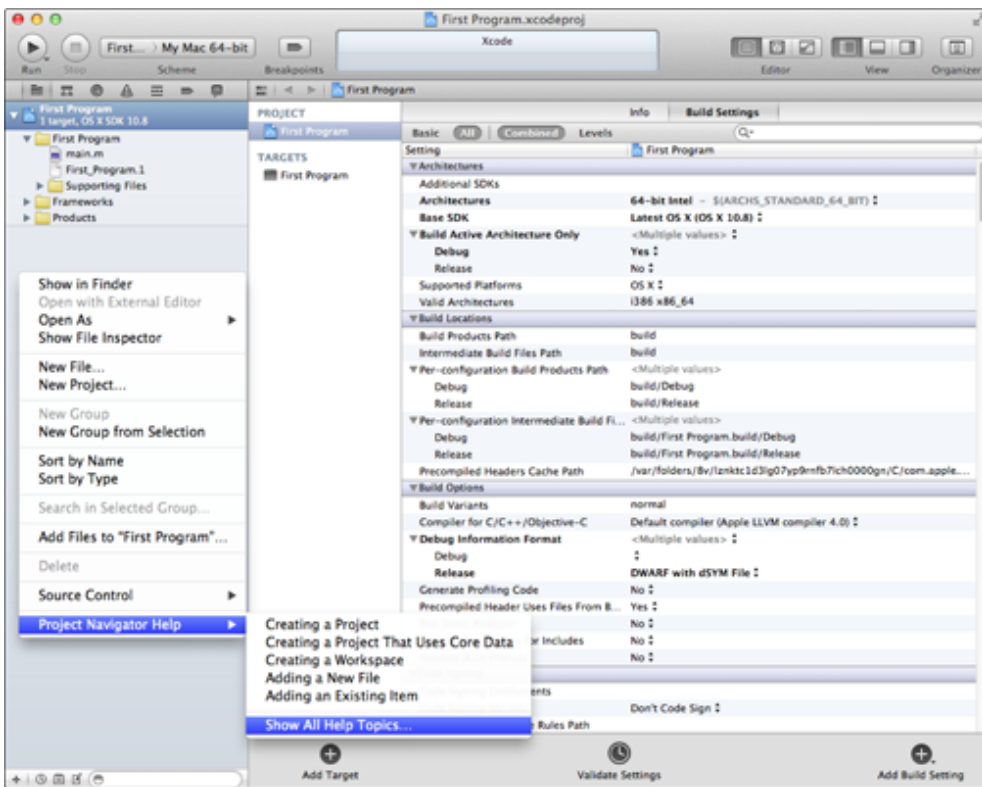 First Program.xcodeproj
Run Stop First... My Mac 64-bit Scheme Breakpoints Xcode Editor View Organizer
First Program
First Program
1 target, OS X SDK 10.8
First Program
main.m
First_Program.1
Supporting Files
Frameworks
Products
PROJECT
First Program
TARGETS
First Program
Info Build Settings
Basic All Combined Levels
Setting First Program
Architectures
Additional SDKs
Architectures 64-bit Intel - $(ARCHS_STANDARD_64_BIT)
Base SDK Latest OS X (OS X 10.8)
Build Active Architecture Only <Multiple values>
Debug Yes
Release No
Supported Platforms OS X
Valid Architectures i386 x86_64
Build Locations
Build Products Path build
Intermediate Build Files Path build
Per-configuration Build Products Path <Multiple values>
Debug build/Debug
Release build/Release
Per-configuration Intermediate Build Fi... <Multiple values>
Debug build/First Program.build/Debug
Release build/First Program.build/Release
Precompiled Headers Cache Path
Build Options
Build Variants normal
Compiler for C/C++/Objective-C Default compiler (Apple LLVM compiler 4.0)
Debug Information Format <Multiple values>
Debug
Release DWARF with dSYM File
Generate Profiling Code No
Precompiled Header Uses Files From B... Yes
No
or Includes No
No
ents
Don't Code Sign
Rules Path
Show in Finder
Open with External Editor
Open As
Show File Inspector
New File...
New Project...
New Group
New Group from Selection
Sort by Name
Sort by Type
Search in Selected Group...
Add Files to "First Program"...
Delete
Source Control
Project Navigator Help
Creating a Project
Creating a Project That Uses Core Data
Creating a Workspace
Adding a New File
Adding an Existing Item
Show All Help Topics...
Add Target Validate Settings Add Build Setting